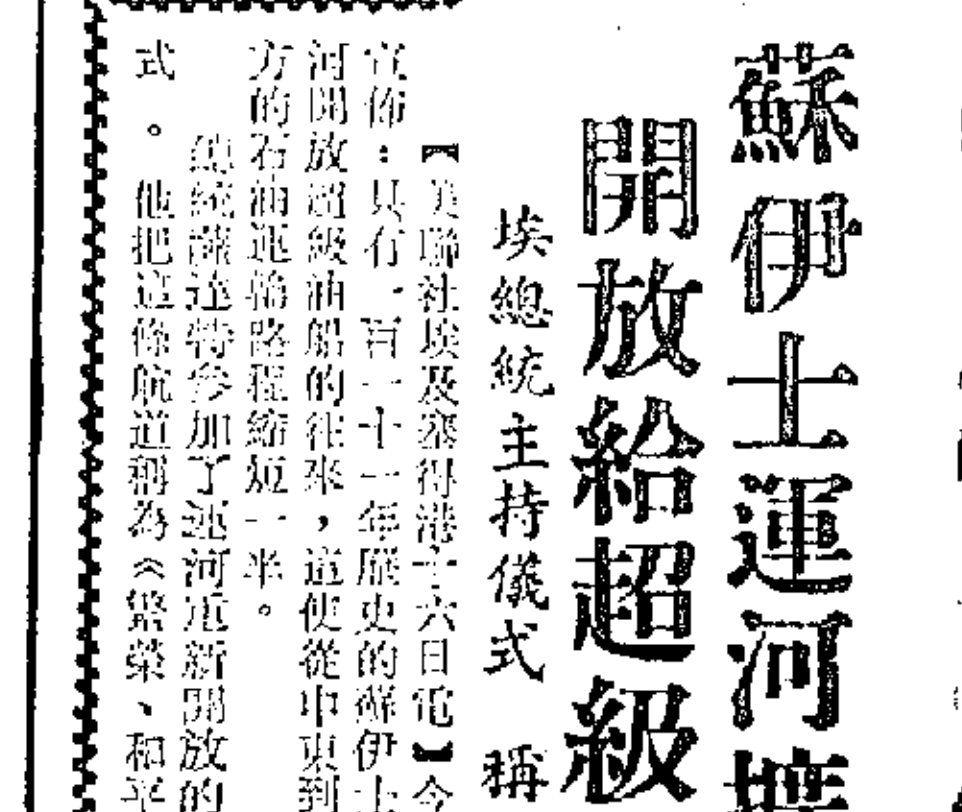 蘇伊士運河擴
開放給超級
埃總統主持儀式 稱
【美聯社埃及塞得港十六日電】今
宣佈：具有一百一十一年歷史的蘇伊士
河開放超級油船的往來，這使從中東到
方的石油運輸路程縮短一半。
總統薩達特參加了運河重新開放的
式。他把這條航道稱為《繁榮、和平